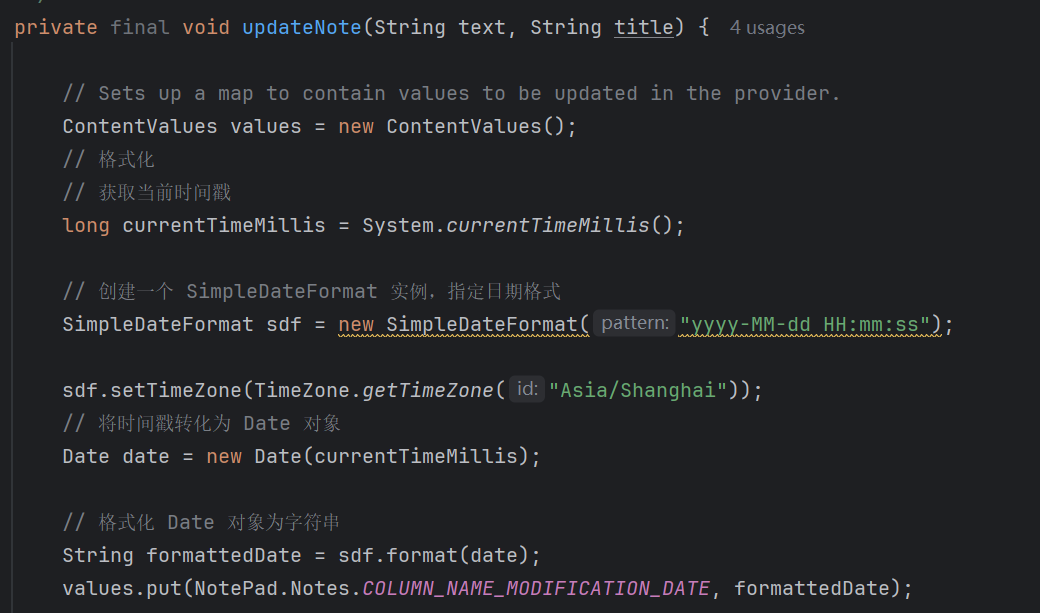 private final void updateNote(String text, String title) { 4 usages
// Sets up a map to contain values to be updated in the provider.
ContentValues values = new ContentValues();
// 格式化
// 获取当前时间戳
long currentTimeMillis = System.currentTimeMillis();
// 创建一个 SimpleDateFormat 实例，指定日期格式
SimpleDateFormat sdf = new SimpleDateFormat( pattern: "yyyy-MM-dd HH:mm:ss");
sdf.setTimeZone(TimeZone.getTimeZone( id: "Asia/Shanghai"));
// 将时间戳转化为 Date 对象
Date date = new Date(currentTimeMillis);
// 格式化 Date 对象为字符串
String formattedDate = sdf.format(date);
values.put(NotePad.Notes.COLUMN_NAME_MODIFICATION_DATE, formattedDate);